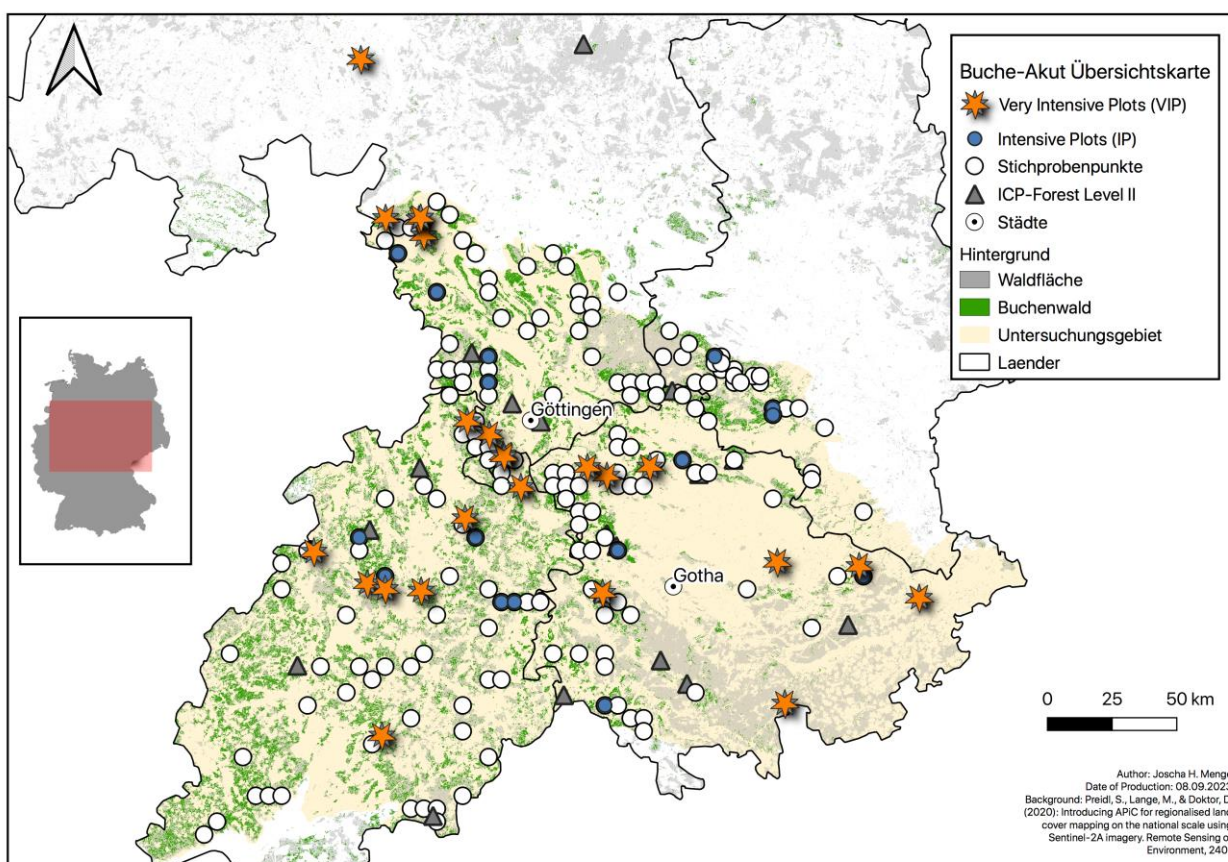 Buche-Akut Übersichtskarte
Very Intensive Plots (VIP)
Intensive Plots (IP)
Stichprobenpunkte
ICP-Forest Level II
Städte
Hintergrund
Waldfläche
Buchenwald
Untersuchungsgebiet
Laender
Göttingen
Gotha
0 25 50 km
Author: Joscha H. Menge
Date of Production: 08.09.2023
Background: Preidl, S., Lange, M., & Doktor, D
(2020): Introducing APiC for regionalised land
cover mapping on the national scale using
Sentinel-2A imagery. Remote Sensing o
Environment, 240